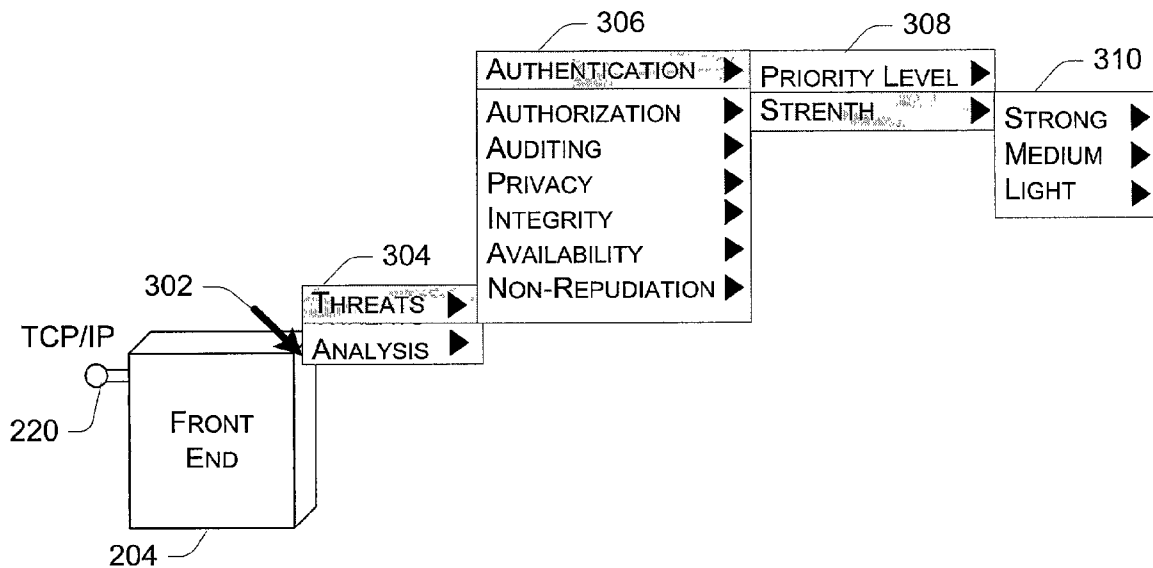 306
308
310
AUTHENTICATION
AUTHORIZATION
AUDITING
PRIVACY
INTEGRITY
AVAILABILITY
NON-REPUDIATION
PRIORITY LEVEL
STRENTH
STRONG
MEDIUM
LIGHT
304
302
THREATS
ANALYSIS
TCP/IP
220
FRONT
END
204